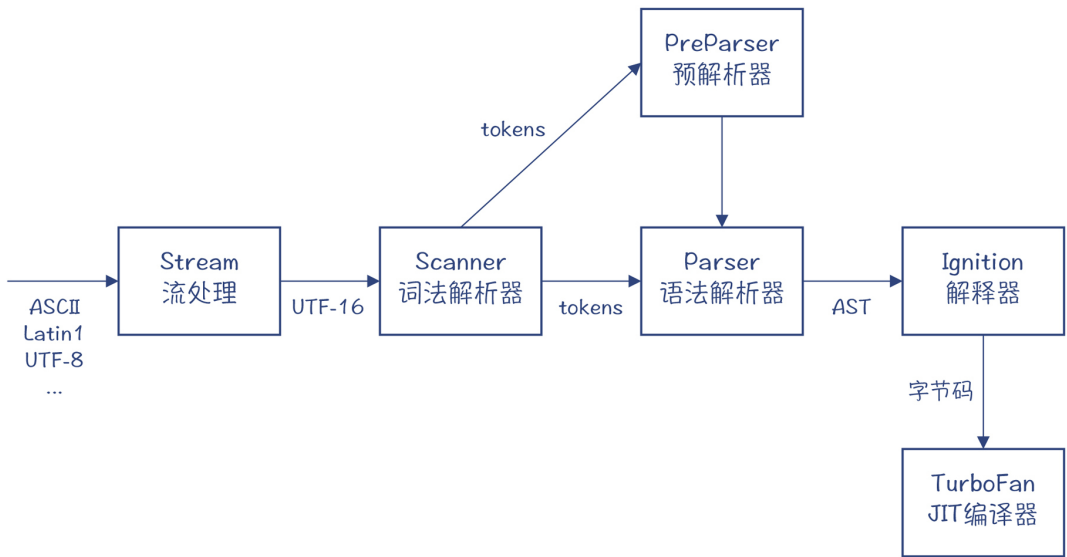 PreParser
预解析器
tokens
Stream
流处理
Scanner
词法解析器
Parser
语法解析器
Ignition
解释器
ASCII
Latin1
UTF-8
...
UTF-16
tokens
AST
字节码
TurboFan
JIT编译器